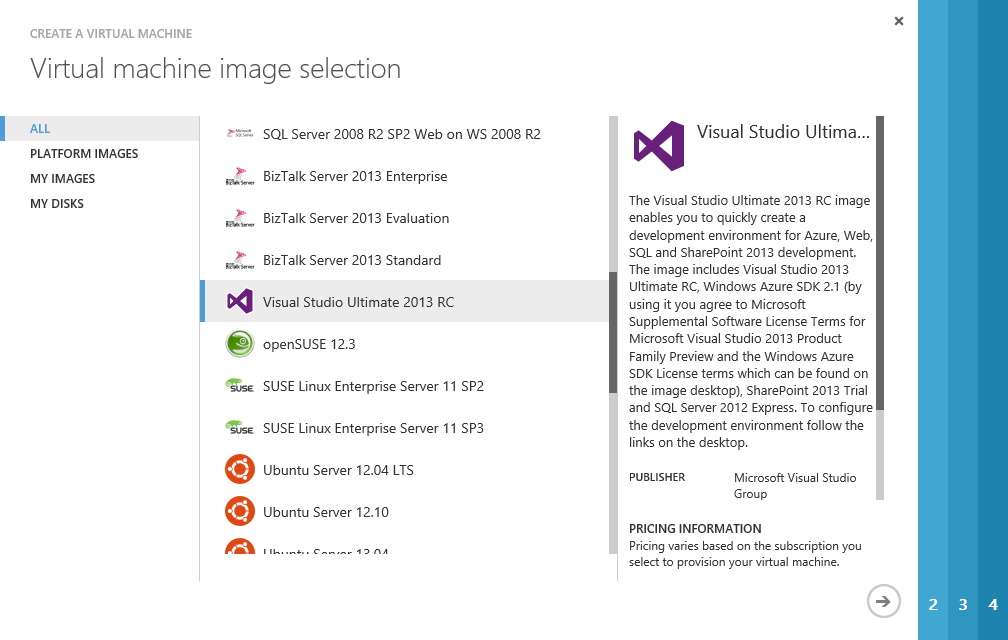 CREATE A VIRTUAL MACHINE
Virtual machine image selection
ALL
PLATFORM IMAGES
MY IMAGES
MY DISKS
SQL Server 2008 R2 SP2 Web on WS 2008 R2
BizTalk Server 2013 Enterprise
BizTalk Server 2013 Evaluation
BizTalk Server 2013 Standard
Visual Studio Ultimate 2013 RC
openSUSE 12.3
SUSE Linux Enterprise Server 11 SP2
SUSE Linux Enterprise Server 11 SP3
Ubuntu Server 12.04 LTS
Ubuntu Server 12.10
Ubuntu Server 13.04
Visual Studio Ultima...
The Visual Studio Ultimate 2013 RC image
enables you to quickly create a
development environment for Azure, Web,
SQL and SharePoint 2013 development.
The image includes Visual Studio 2013
Ultimate RC, Windows Azure SDK 2.1 (by
using it you agree to Microsoft
Supplemental Software License Terms for
Microsoft Visual Studio 2013 Product
Family Preview and the Windows Azure
SDK License terms which can be found on
the image desktop), SharePoint 2013 Trial
and SQL Server 2012 Express. To configure
the development environment follow the
links on the desktop.
PUBLISHER
Microsoft Visual Studio
Group
PRICING INFORMATION
Pricing varies based on the subscription you
select to provision your virtual machine.
2 3 4